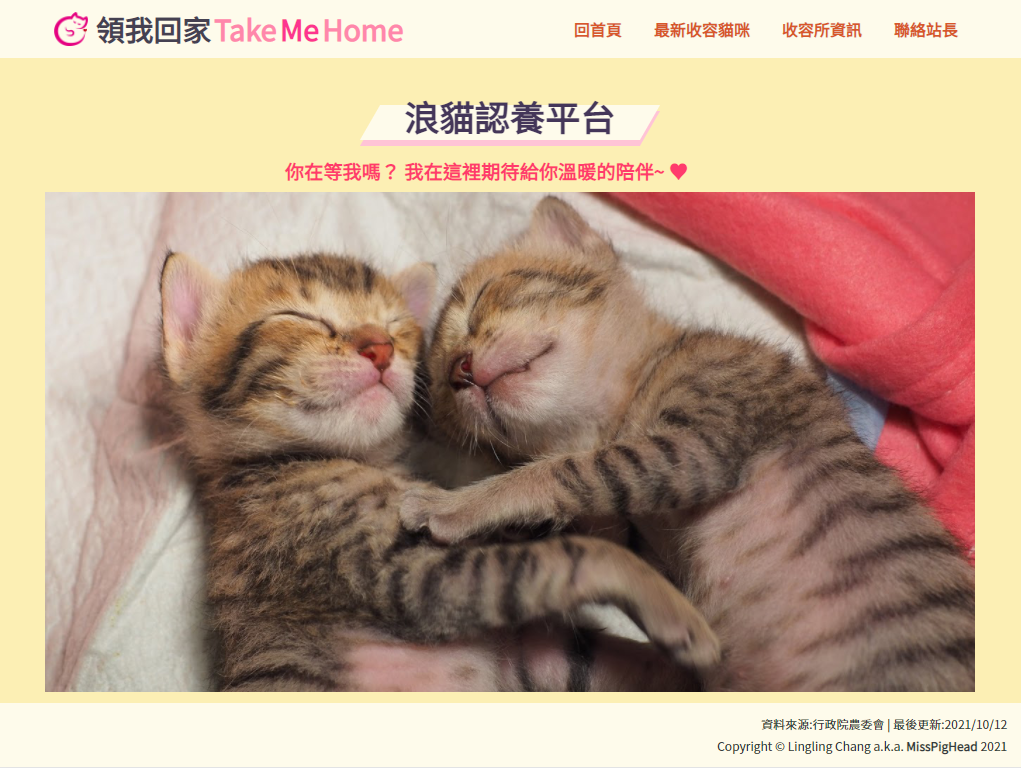 領我回家 Take Me Home
回首頁 最新收容貓咪 收容所資訊 聯絡站長
浪貓認養平台
你在等我嗎？ 我在這裡期待給你溫暖的陪伴~ ♥
資料來源:行政院農委會 | 最後更新:2021/10/12
Copyright © Lingling Chang a.k.a. MissPigHead 2021